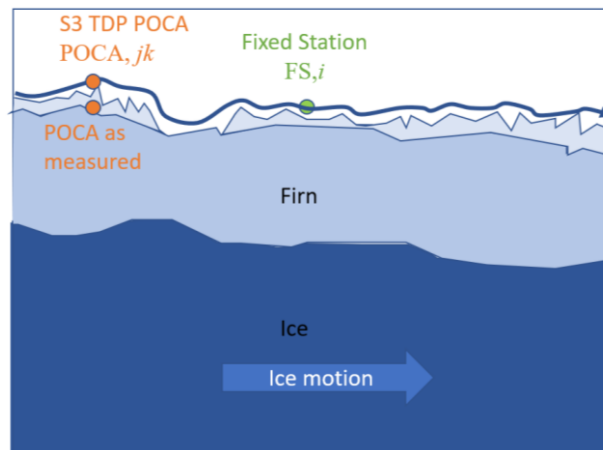 S3 TDP POCA
POCA, jk
Fixed Station
FS,i
POCA as
measured
Firn
Ice
Ice motion